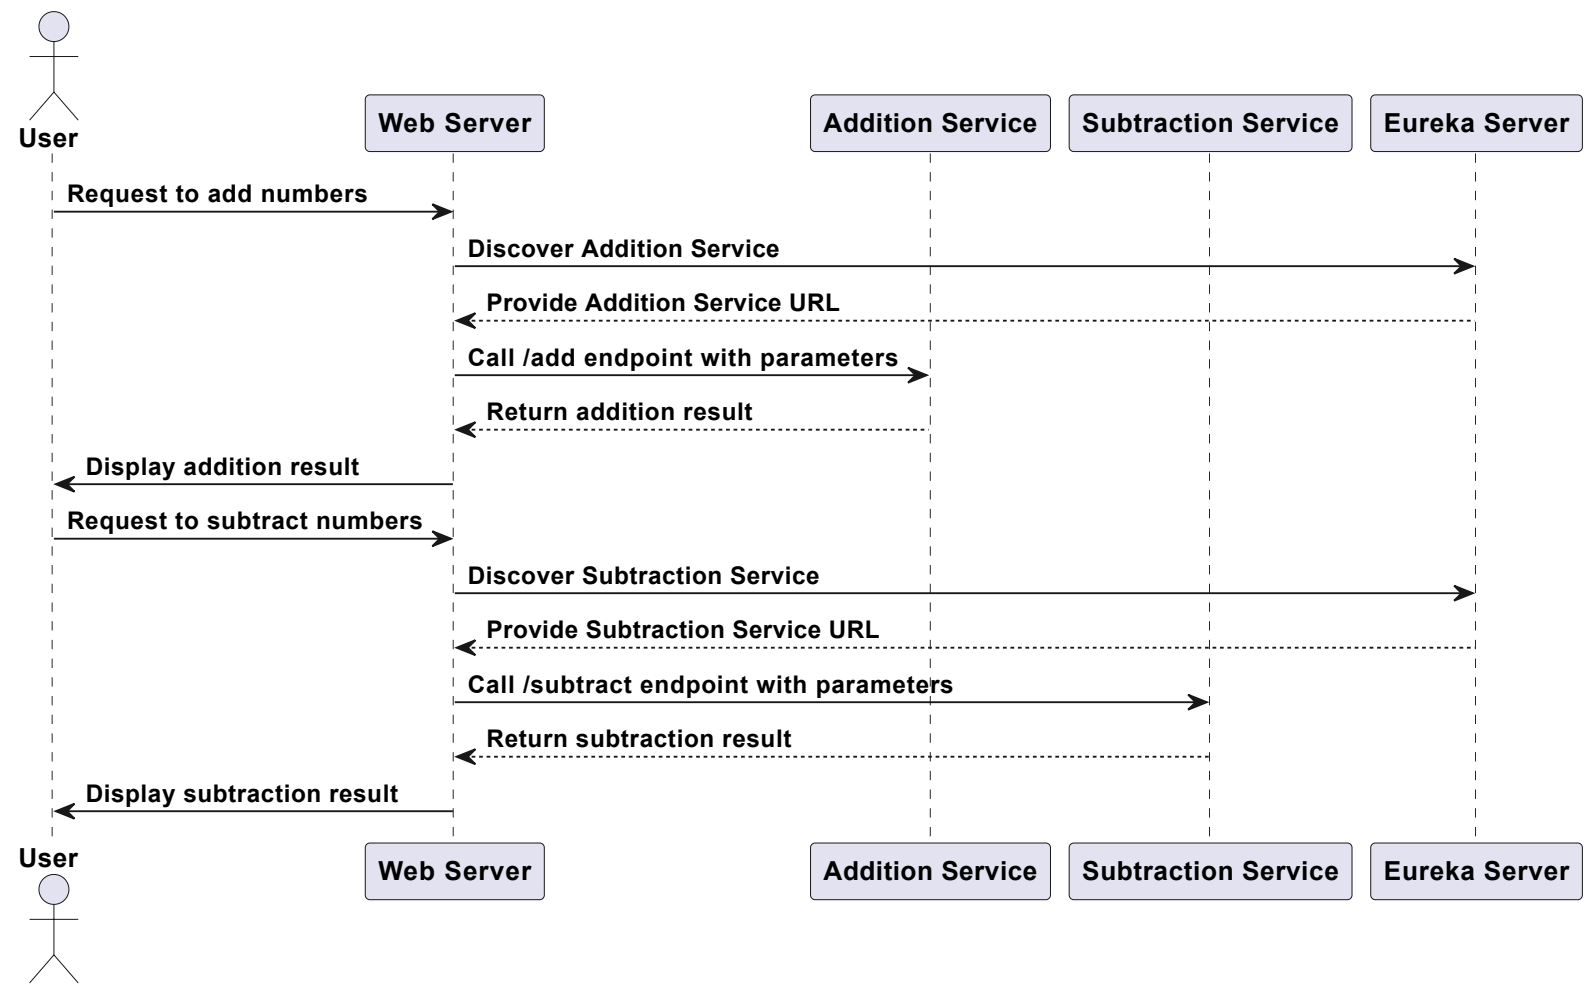 User
Web Server
Addition Service
Subtraction Service
Eureka Server
Request to add numbers
Discover Addition Service
Provide Addition Service URL
Call /add endpoint with parameters
Return addition result
Display addition result
Request to subtract numbers
Discover Subtraction Service
Provide Subtraction Service URL
Call /subtract endpoint with parameters
Return subtraction result
Display subtraction result
User
Web Server
Addition Service
Subtraction Service
Eureka Server